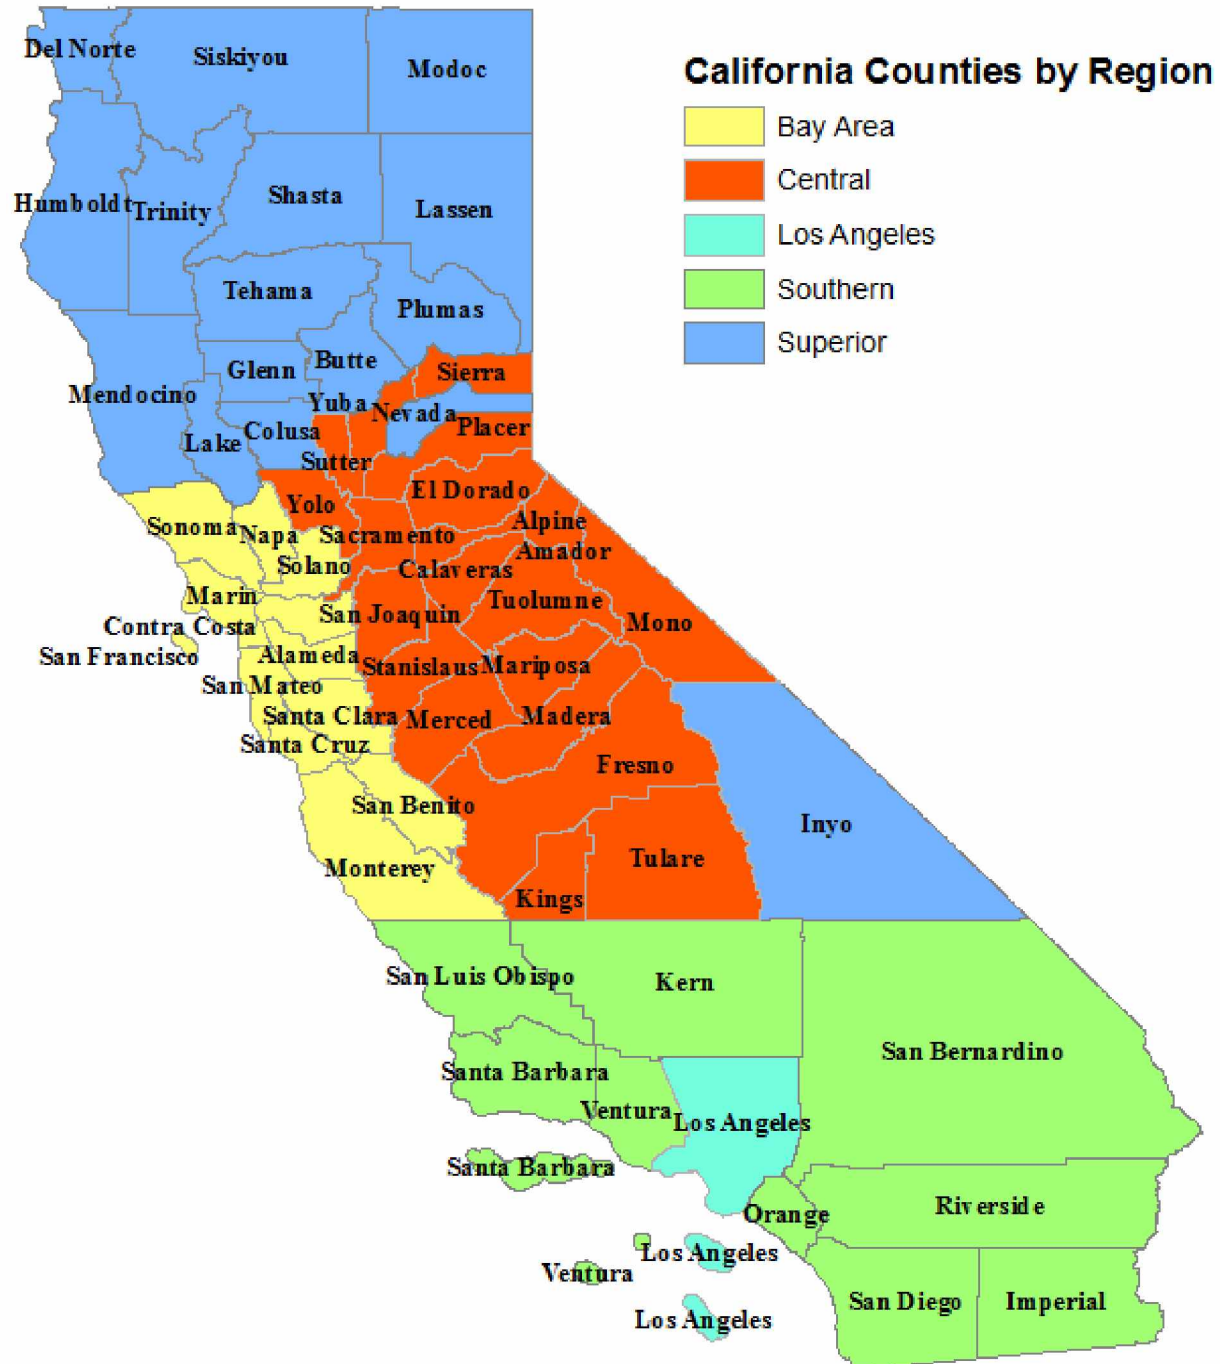 California Counties by Region
Bay Area
Central
Los Angeles
Southern
Superior
Del Norte
Siskiyou
Modoc
Humboldt
Trinity
Shasta
Lassen
Tehama
Plumas
Mendocino
Glenn
Butte
Sierra
Lake
Colusa
Yuba
Nevada
Placer
Sutter
El Dorado
Yolo
Sonoma
Napa
Sacramento
Alpine
Amador
Solano
Calaveras
Marin
Tuolumne
San Joaquin
Mono
Contra Costa
San Francisco
Alameda
Stanislaus
Mariposa
San Mateo
Santa Clara
Merced
Madera
Santa Cruz
Fresno
San Benito
Inyo
Monterey
Tulare
Kings
San Luis Obispo
Kern
San Bernardino
Santa Barbara
Ventura
Los Angeles
Santa Barbara
Orange
Riverside
Los Angeles
Ventura
Los Angeles
San Diego
Imperial